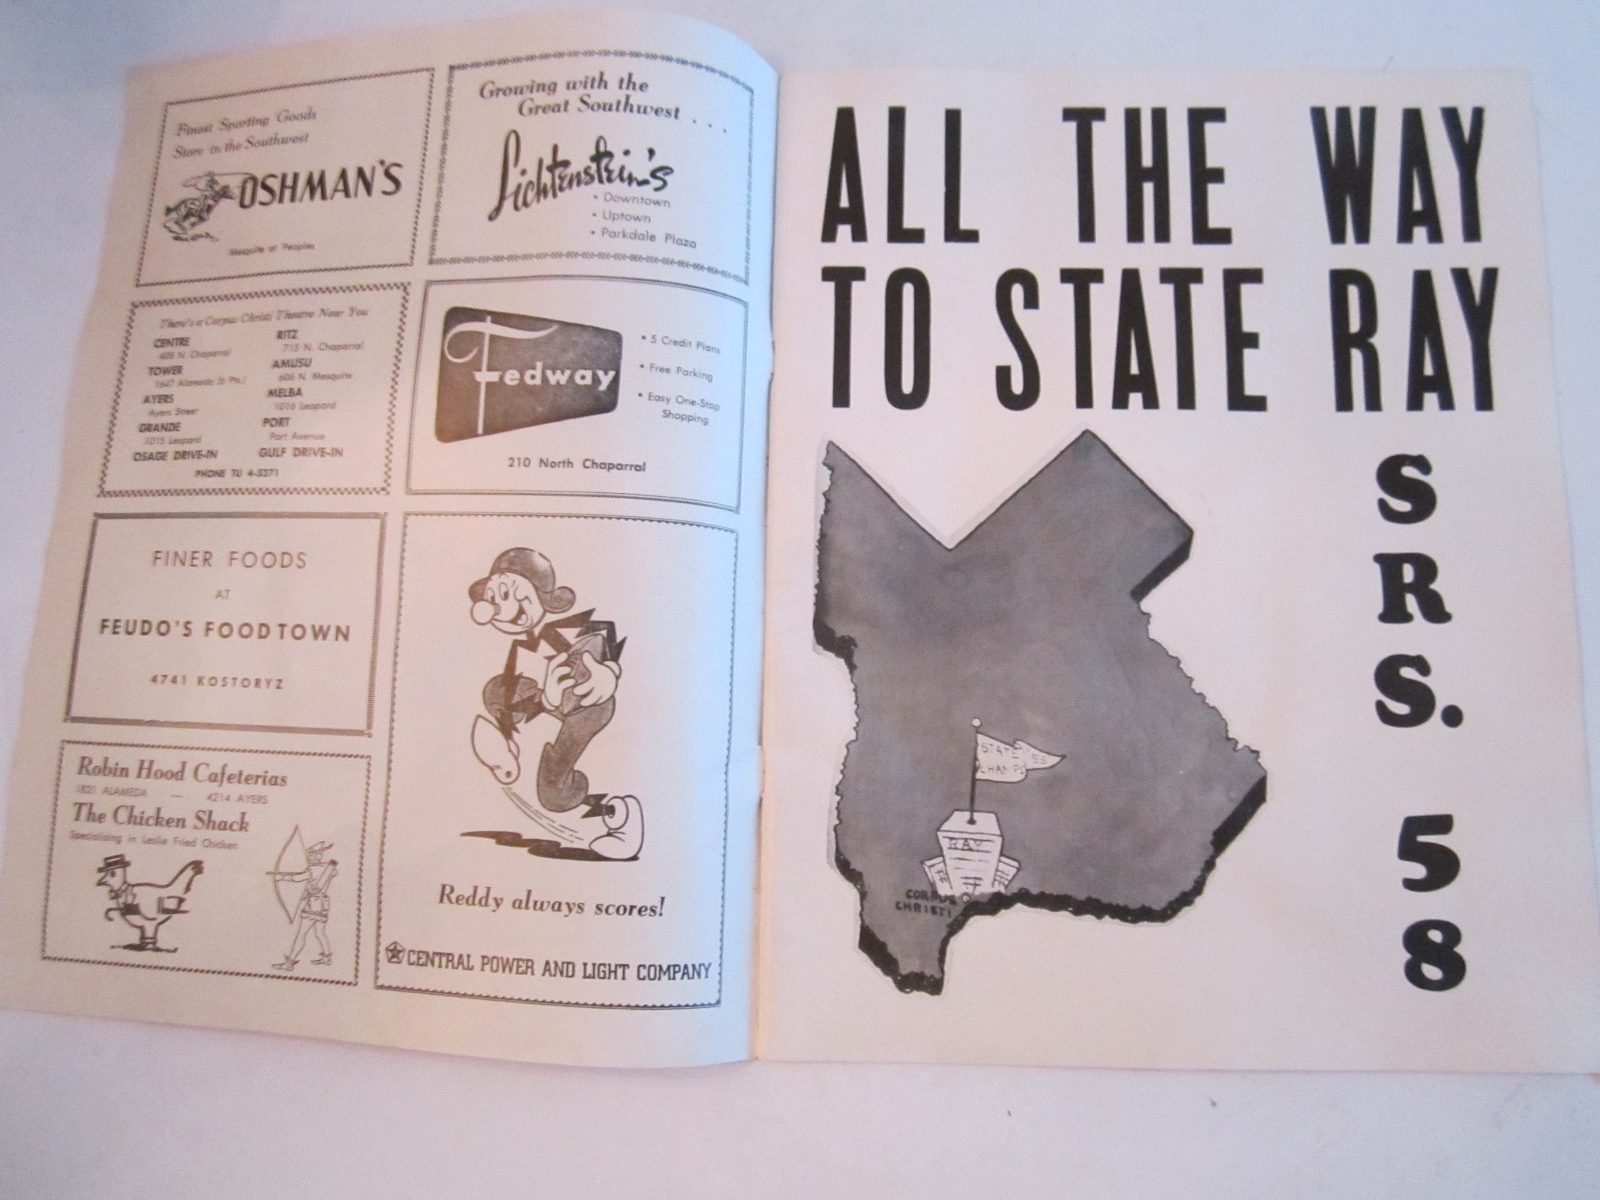 Finest Sporting Goods
Store in the Southwest
OSHMAN'S
Mesquite at Peoples
Growing with the
Great Southwest . . .
Lichtenstein's
• Downtown
• Uptown
• Parkdale Plaza
There's a Corpus Christi Theatre Near You
CENTRE
408 N. Chaparral
TOWER
1647 Alameda (6 Pts.)
AYERS
Ayers Street
GRANDE
1015 Leopard
OSAGE DRIVE-IN
RITZ
715 N. Chaparral
AMUSU
606 N. Mesquite
MELBA
1016 Leopard
PORT
Port Avenue
GULF DRIVE-IN
PHONE TU 4-5271
Fedway
• 5 Credit Plans
• Free Parking
• Easy One-Stop
Shopping
210 North Chaparral
FINER FOODS
AT
FEUDO'S FOODTOWN
4741 KOSTORYZ
Robin Hood Cafeterias
1821 ALAMEDA — 4214 AYERS
The Chicken Shack
Specializing in Leslie Fried Chicken
Reddy always scores!
CENTRAL POWER AND LIGHT COMPANY
ALL THE WAY
TO STATE RAY
S
R
S.
5
8
STATE
CHAMPS
RAY
CORPUS
CHRISTI